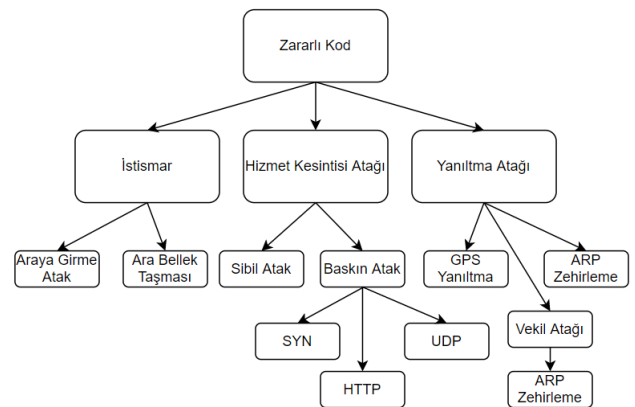 Zararlı Kod
İstismar
Hizmet Kesintisi Atağı
Yanıltma Atağı
Araya Girme
Atak
Ara Bellek
Taşması
Sibil Atak
Baskın Atak
GPS
Yanıltma
ARP
Zehirleme
SYN
UDP
Vekil Atağı
HTTP
ARP
Zehirleme